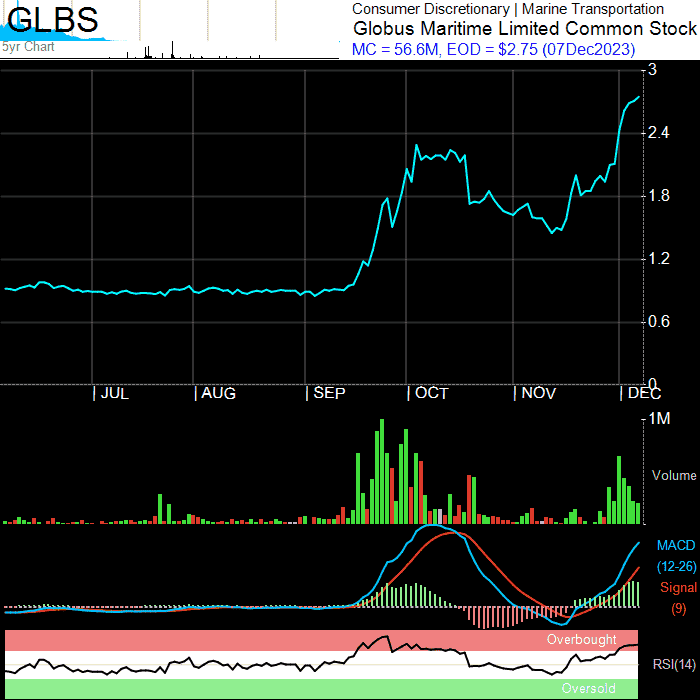 GLBS
5yr Chart
Consumer Discretionary | Marine Transportation
Globus Maritime Limited Common Stock
MC = 56.6M, EOD = $2.75 (07Dec2023)
3
2.4
1.8
1.2
0.6
0
JUL
AUG
SEP
OCT
NOV
DEC
1M
Volume
MACD
(12-26)
Signal
(9)
Overbought
RSI(14)
Oversold